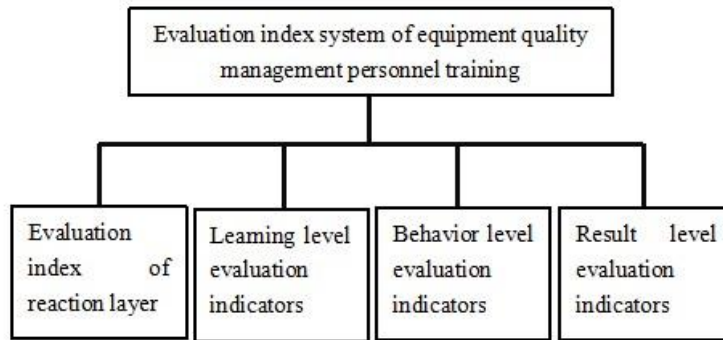 Evaluation index system of equipment quality
management personnel training
Evaluation
index of
reaction layer
Learning level
evaluation
indicators
Behavior level
evaluation
indicators
Result level
evaluation
indicators